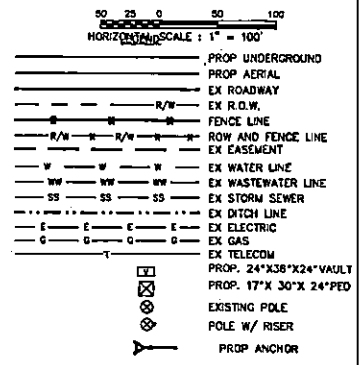 50 25 0 50 100
HORIZONTAL SCALE : 1" = 100'
PROP UNDERGROUND
PROP AERIAL
EX ROADWAY
R/W EX R.O.W.
FENCE LINE
R/W R/W ROW AND FENCE LINE
EX EASEMENT
W W W EX WATER LINE
WW WW WW EX WASTEWATER LINE
SS SS SS EX STORM SEWER
EX DITCH LINE
E E E E EX ELECTRIC
G G G G EX GAS
T EX TELECOM
V PROP. 24"X36"X24"VAULT
PROP. 17"X 30"X 24"PED
EXISTING POLE
POLE W/ RISER
PROP ANCHOR